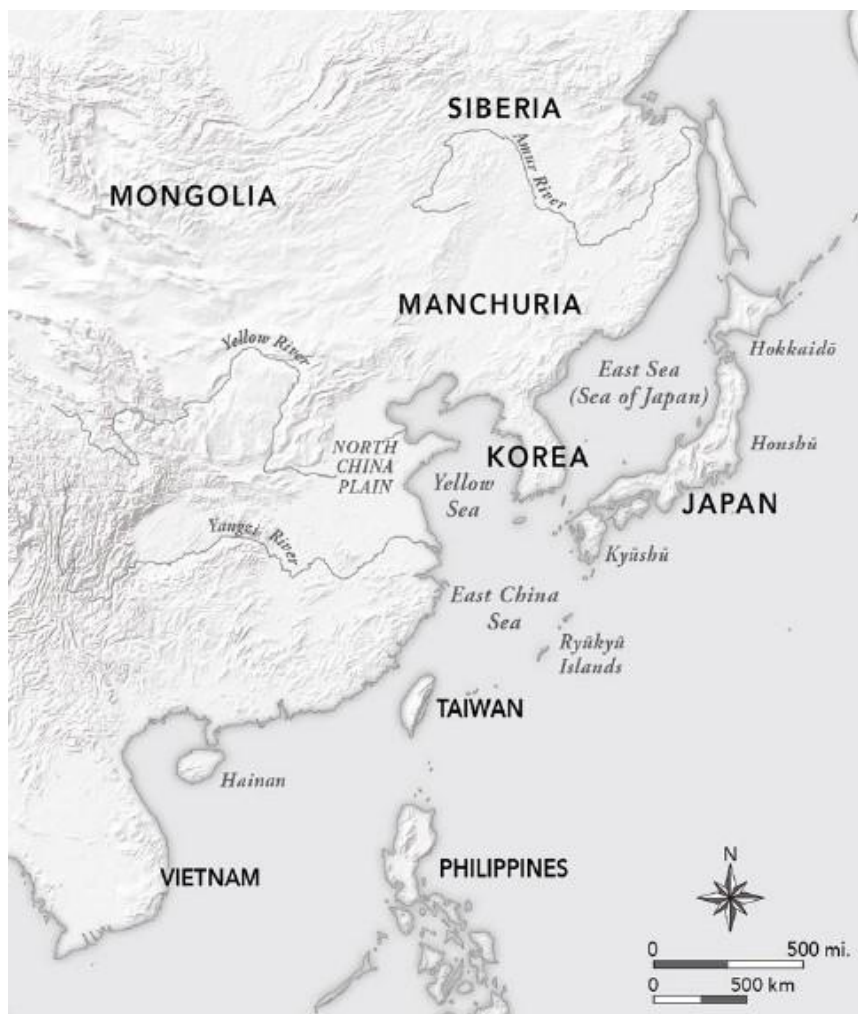 SIBERIA
Amur River
MONGOLIA
MANCHURIA
Yellow River
Hokkaidō
East Sea
(Sea of Japan)
NORTH
CHINA
PLAIN
KOREA
Honshū
Yellow
Sea
JAPAN
Yangzi River
Kyūshū
East China
Sea
Ryūkyū
Islands
TAIWAN
Hainan
VIETNAM
PHILIPPINES
N
0 500 mi.
0 500 km